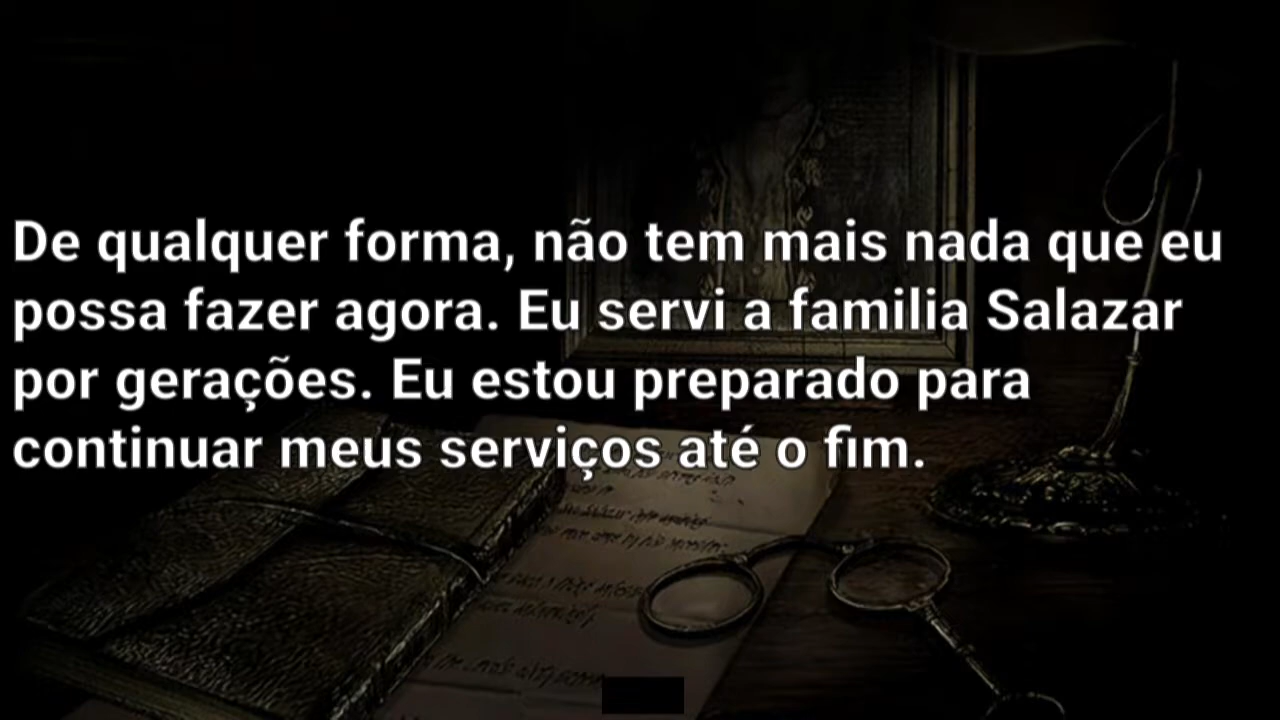 De qualquer forma, não tem mais nada que eu
possa fazer agora. Eu servi a familia Salazar
por gerações. Eu estou preparado para
continuar meus serviços até o fim.